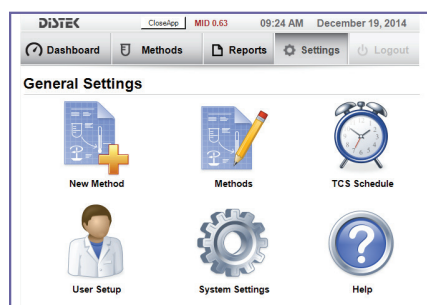 DISTEK CloseApp MID 0.63 09:24 AM December 19, 2014
Dashboard Methods Reports Settings Logout
General Settings
New Method Methods TCS Schedule
User Setup System Settings Help